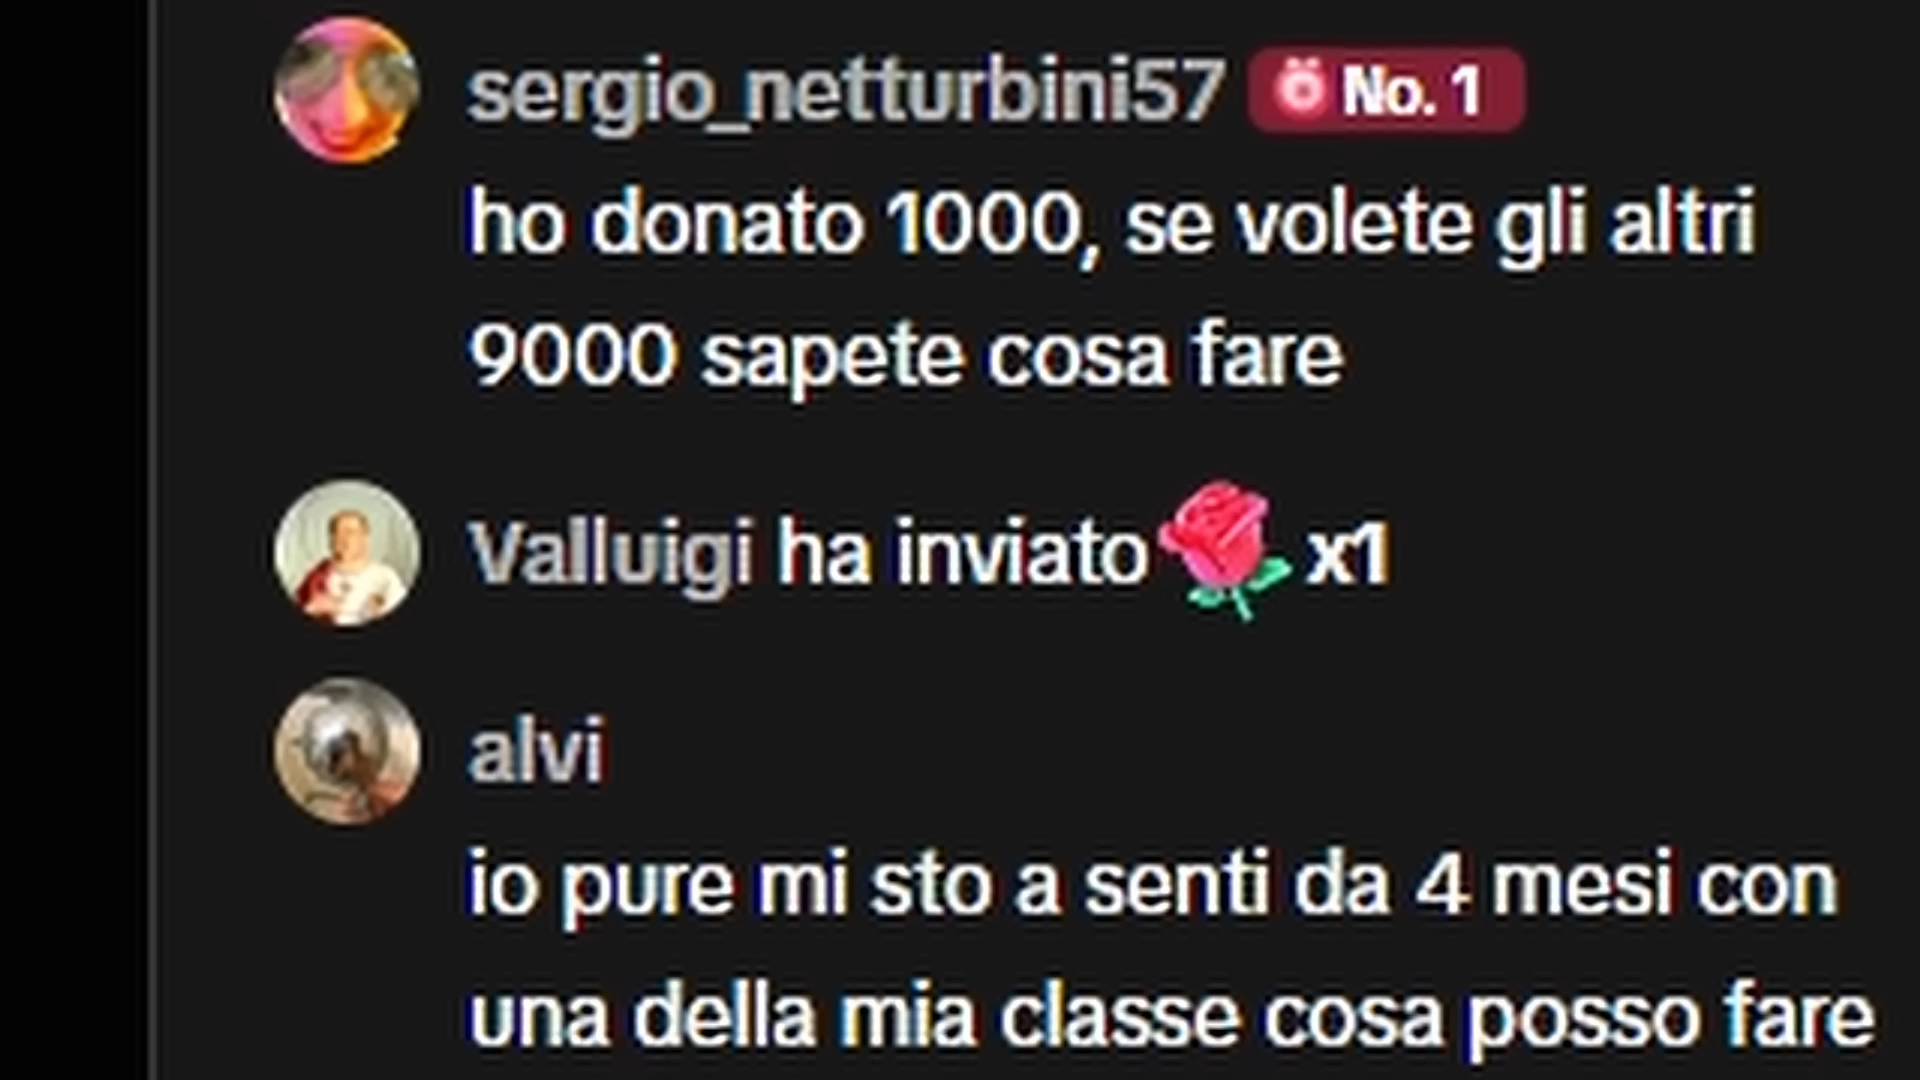 sergio_netturbini57 No. 1
ho donato 1000, se volete gli altri
9000 sapete cosa fare
Valluigi ha inviato x1
alvi
io pure mi sto a senti da 4 mesi con
una della mia classe cosa posso fare